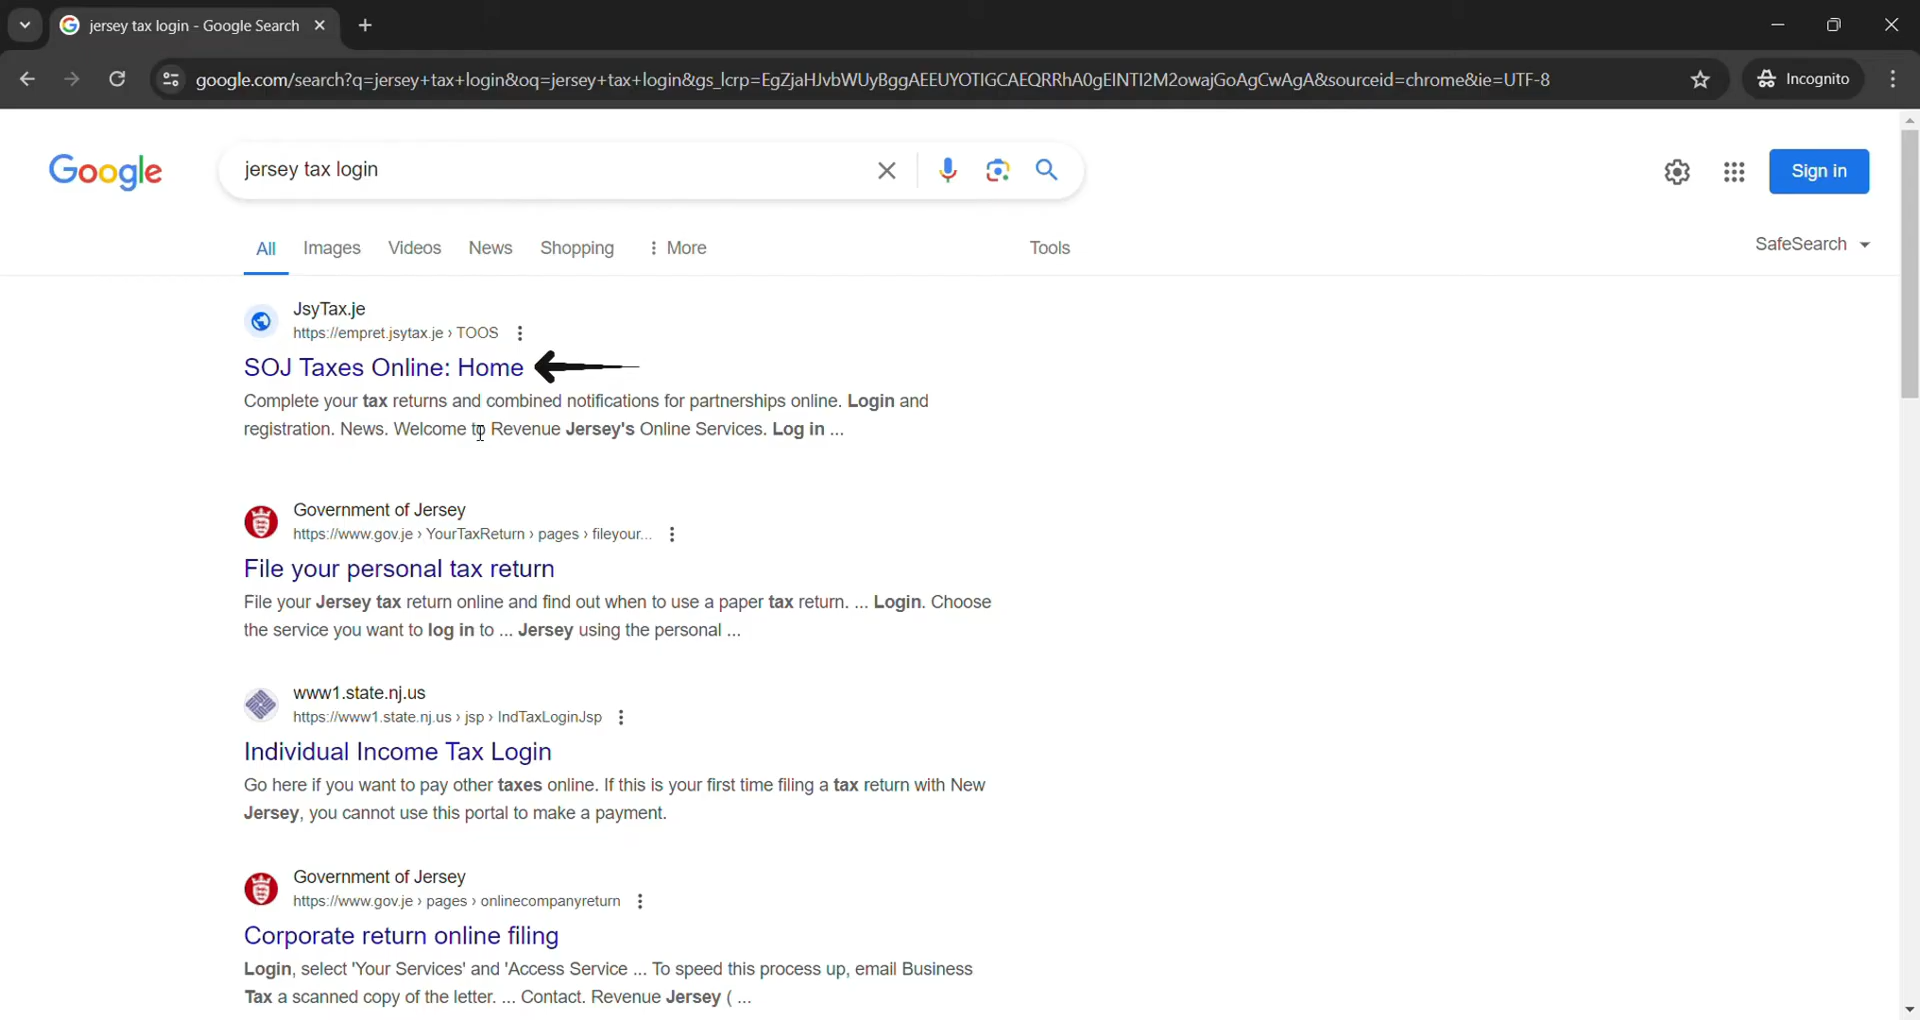 jersey tax login - Google Search
google.com/search?q=jersey+tax+login&oq=jersey+tax+login&gs_lcrp=EgZjaHJvbWUyBggAEEUYOTIGCAEQRRhA0gEINTI2M2owajGoAgCwAgA&sourceid=chrome&ie=UTF-8
Incognito
Google
jersey tax login
Sign in
All Images Videos News Shopping More Tools
SafeSearch
JsyTax.je
https://empret.jsytax.je › TOOS
SOJ Taxes Online: Home
Complete your tax returns and combined notifications for partnerships online. Login and
registration. News. Welcome to Revenue Jersey's Online Services. Log in ...
Government of Jersey
https://www.gov.je › YourTaxReturn › pages › fileyour...
File your personal tax return
File your Jersey tax return online and find out when to use a paper tax return. ... Login. Choose
the service you want to log in to ... Jersey using the personal ...
www1.state.nj.us
https://www1.state.nj.us › jsp › IndTaxLoginJsp
Individual Income Tax Login
Go here if you want to pay other taxes online. If this is your first time filing a tax return with New
Jersey, you cannot use this portal to make a payment.
Government of Jersey
https://www.gov.je › pages › onlinecompanyreturn
Corporate return online filing
Login, select 'Your Services' and 'Access Service ... To speed this process up, email Business
Tax a scanned copy of the letter. ... Contact. Revenue Jersey ( ...